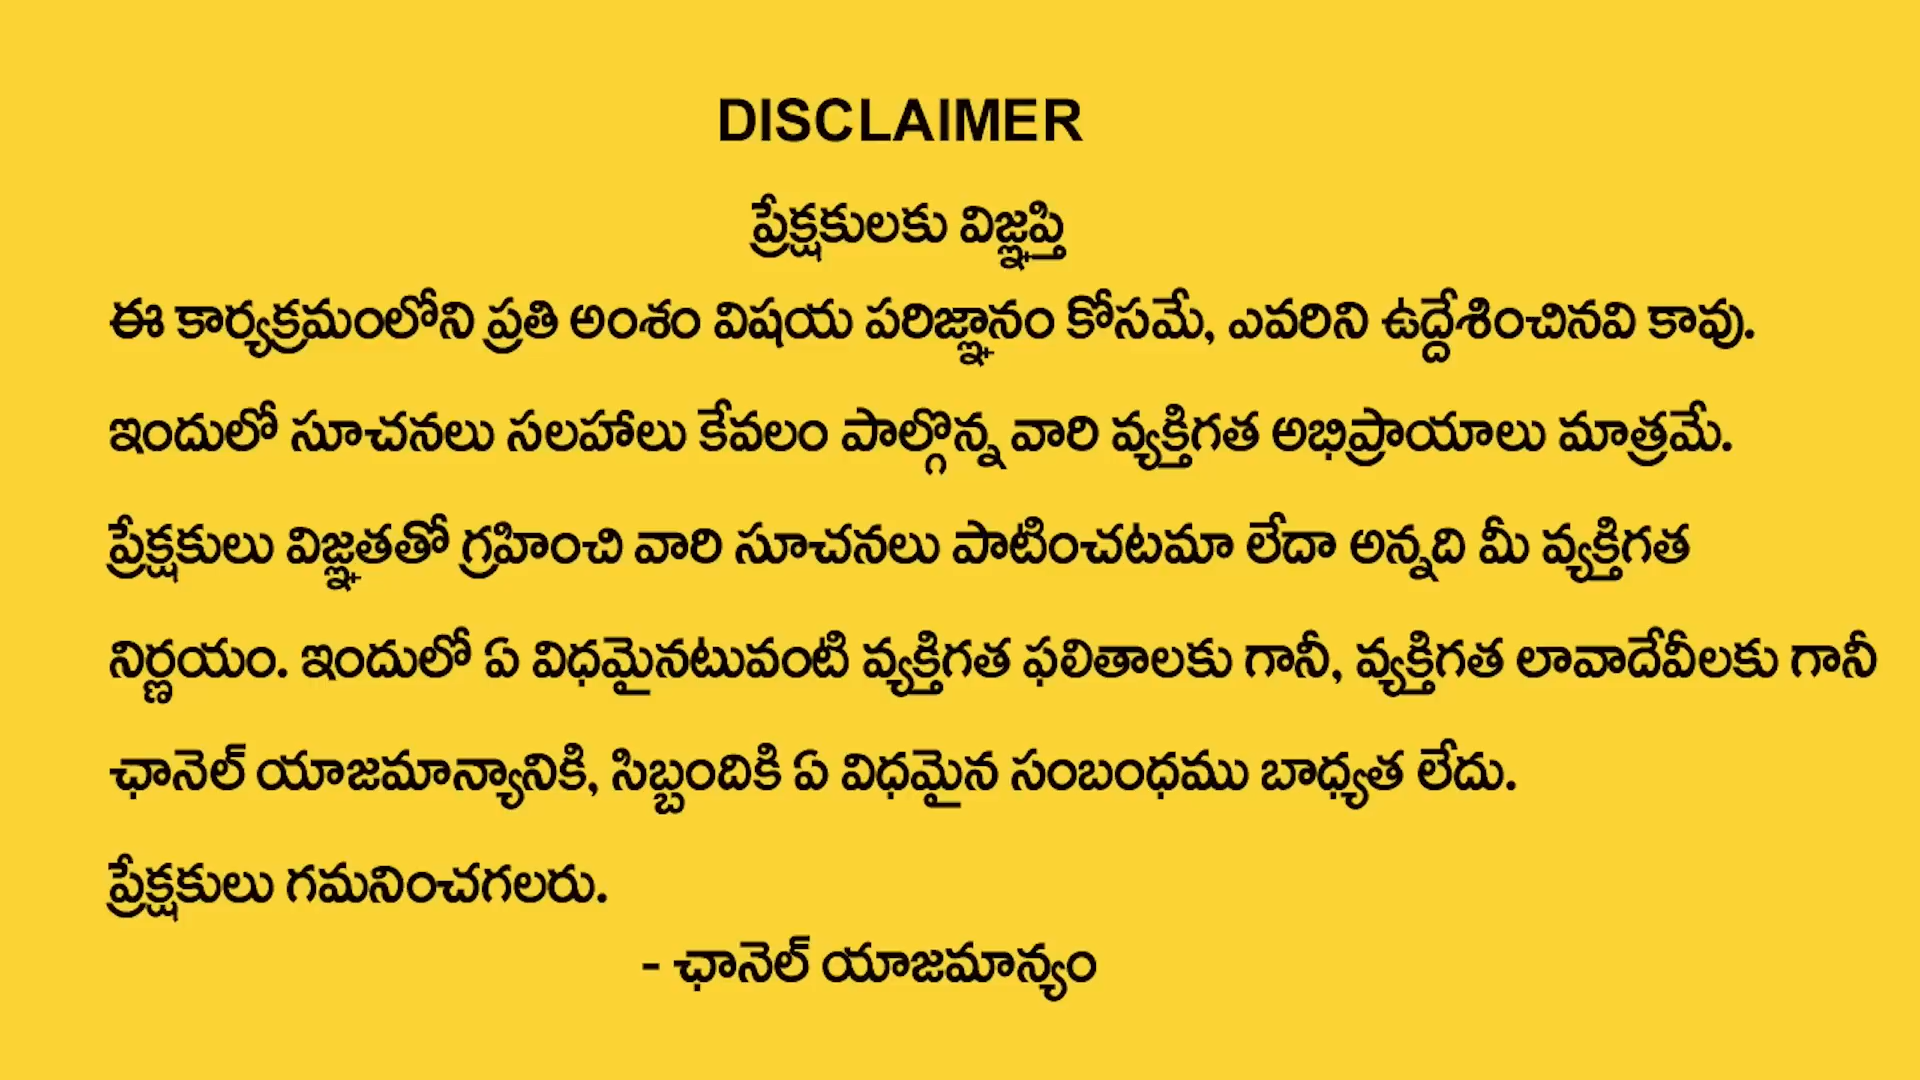 DISCLAIMER
ప్రేక్షకులకు విజ్ఞప్తి
ఈ కార్యక్రమంలోని ప్రతి అంశం విషయ పరిజ్ఞానం కోసమే, ఎవరిని ఉద్దేశించినవి కావు.
ఇందులో సూచనలు సలహాలు కేవలం పాల్గొన్న వారి వ్యక్తిగత అభిప్రాయాలు మాత్రమే.
ప్రేక్షకులు విజ్ఞతతో గ్రహించి వారి సూచనలు పాటించటమా లేదా అన్నది మీ వ్యక్తిగత
నిర్ణయం. ఇందులో ఏ విధమైనటువంటి వ్యక్తిగత ఫలితాలకు గానీ, వ్యక్తిగత లావాదేవీలకు గానీ
ఛానెల్ యాజమాన్యానికి, సిబ్బందికి ఏ విధమైన సంబంధము బాధ్యత లేదు.
ప్రేక్షకులు గమనించగలరు.
- ఛానెల్ యాజమాన్యం